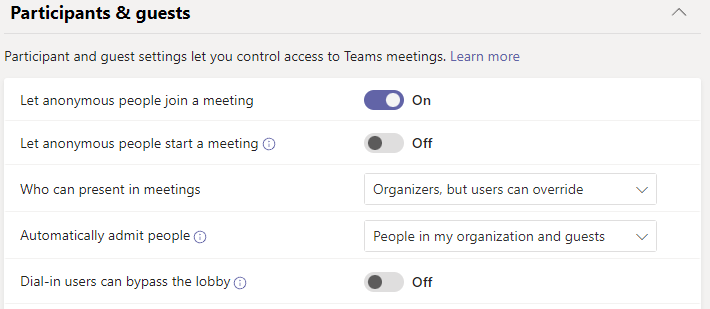 Participants & guests
Participant and guest settings let you control access to Teams meetings. Learn more
Let anonymous people join a meeting On
Let anonymous people start a meeting Off
Who can present in meetings Organizers, but users can override
Automatically admit people People in my organization and guests
Dial-in users can bypass the lobby Off